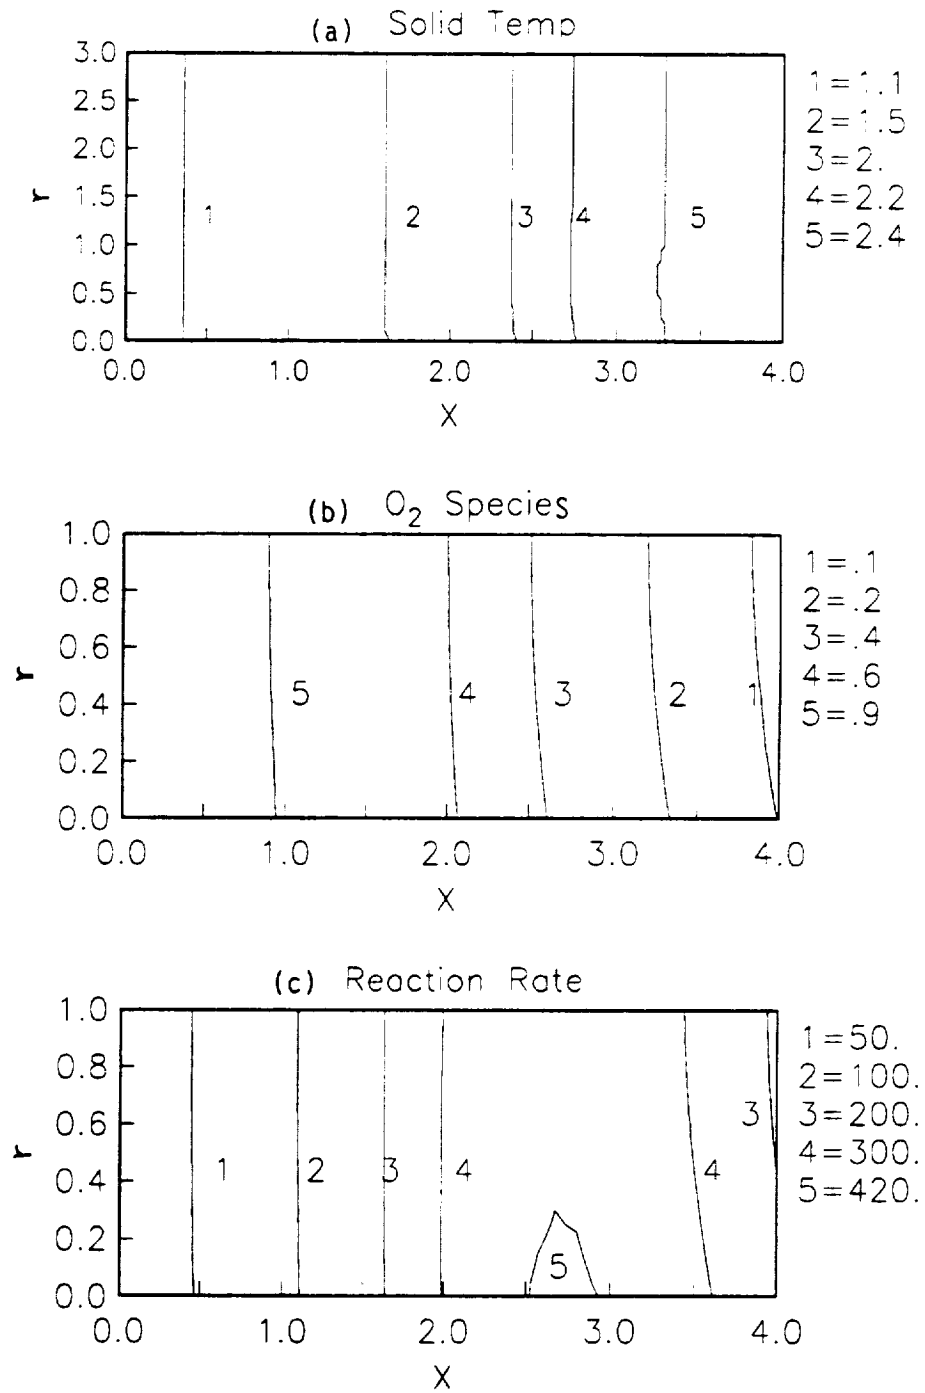 (a) Solid Temp
3.0
2.5
2.0
1.5
1.0
0.5
0.0
r
1 2 3 4 5
0.0 1.0 2.0 3.0 4.0
X
1=1.1
2=1.5
3=2.
4=2.2
5=2.4
(b) O₂ Species
1.0
0.8
0.6
0.4
0.2
0.0
r
5 4 3 2 1
0.0 1.0 2.0 3.0 4.0
X
1=.1
2=.2
3=.4
4=.6
5=.9
(c) Reaction Rate
1.0
0.8
0.6
0.4
0.2
0.0
r
1 2 3 4 5 4 3
0.0 1.0 2.0 3.0 4.0
X
1=50.
2=100.
3=200.
4=300.
5=420.